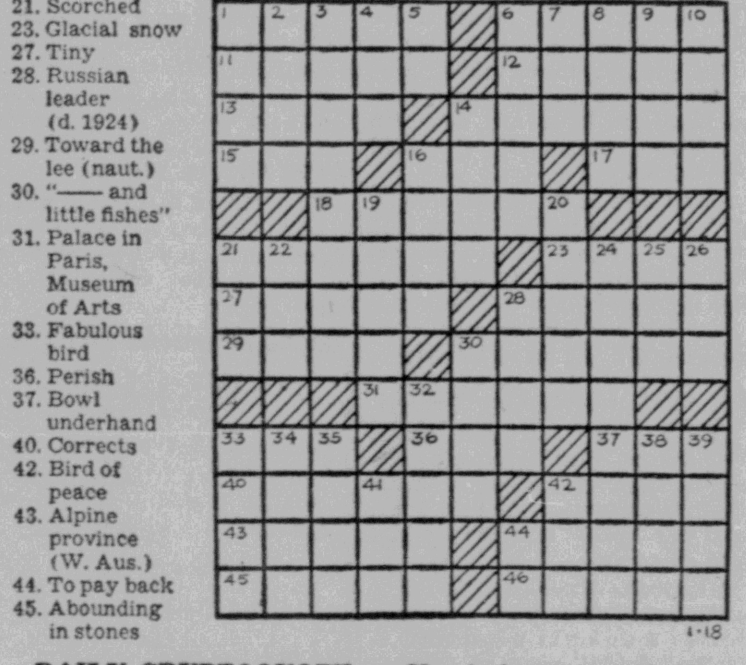 21. Scorched
23. Glacial snow
27. Tiny
28. Russian
leader
(d. 1924)
29. Toward the
lee (naut.)
30. "—— and
little fishes"
31. Palace in
Paris,
Museum
of Arts
33. Fabulous
bird
36. Perish
37. Bowl
underhand
40. Corrects
42. Bird of
peace
43. Alpine
province
(W. Aus.)
44. To pay back
45. Abounding
in stones
1 2 3 4 5 6 7 8 9 10
11 12
13 14
15 16 17
18 19 20
21 22 23 24 25 26
27 28
29 30
31 32
33 34 35 36 37 38 39
40 41 42
43 44
45 46
1-18